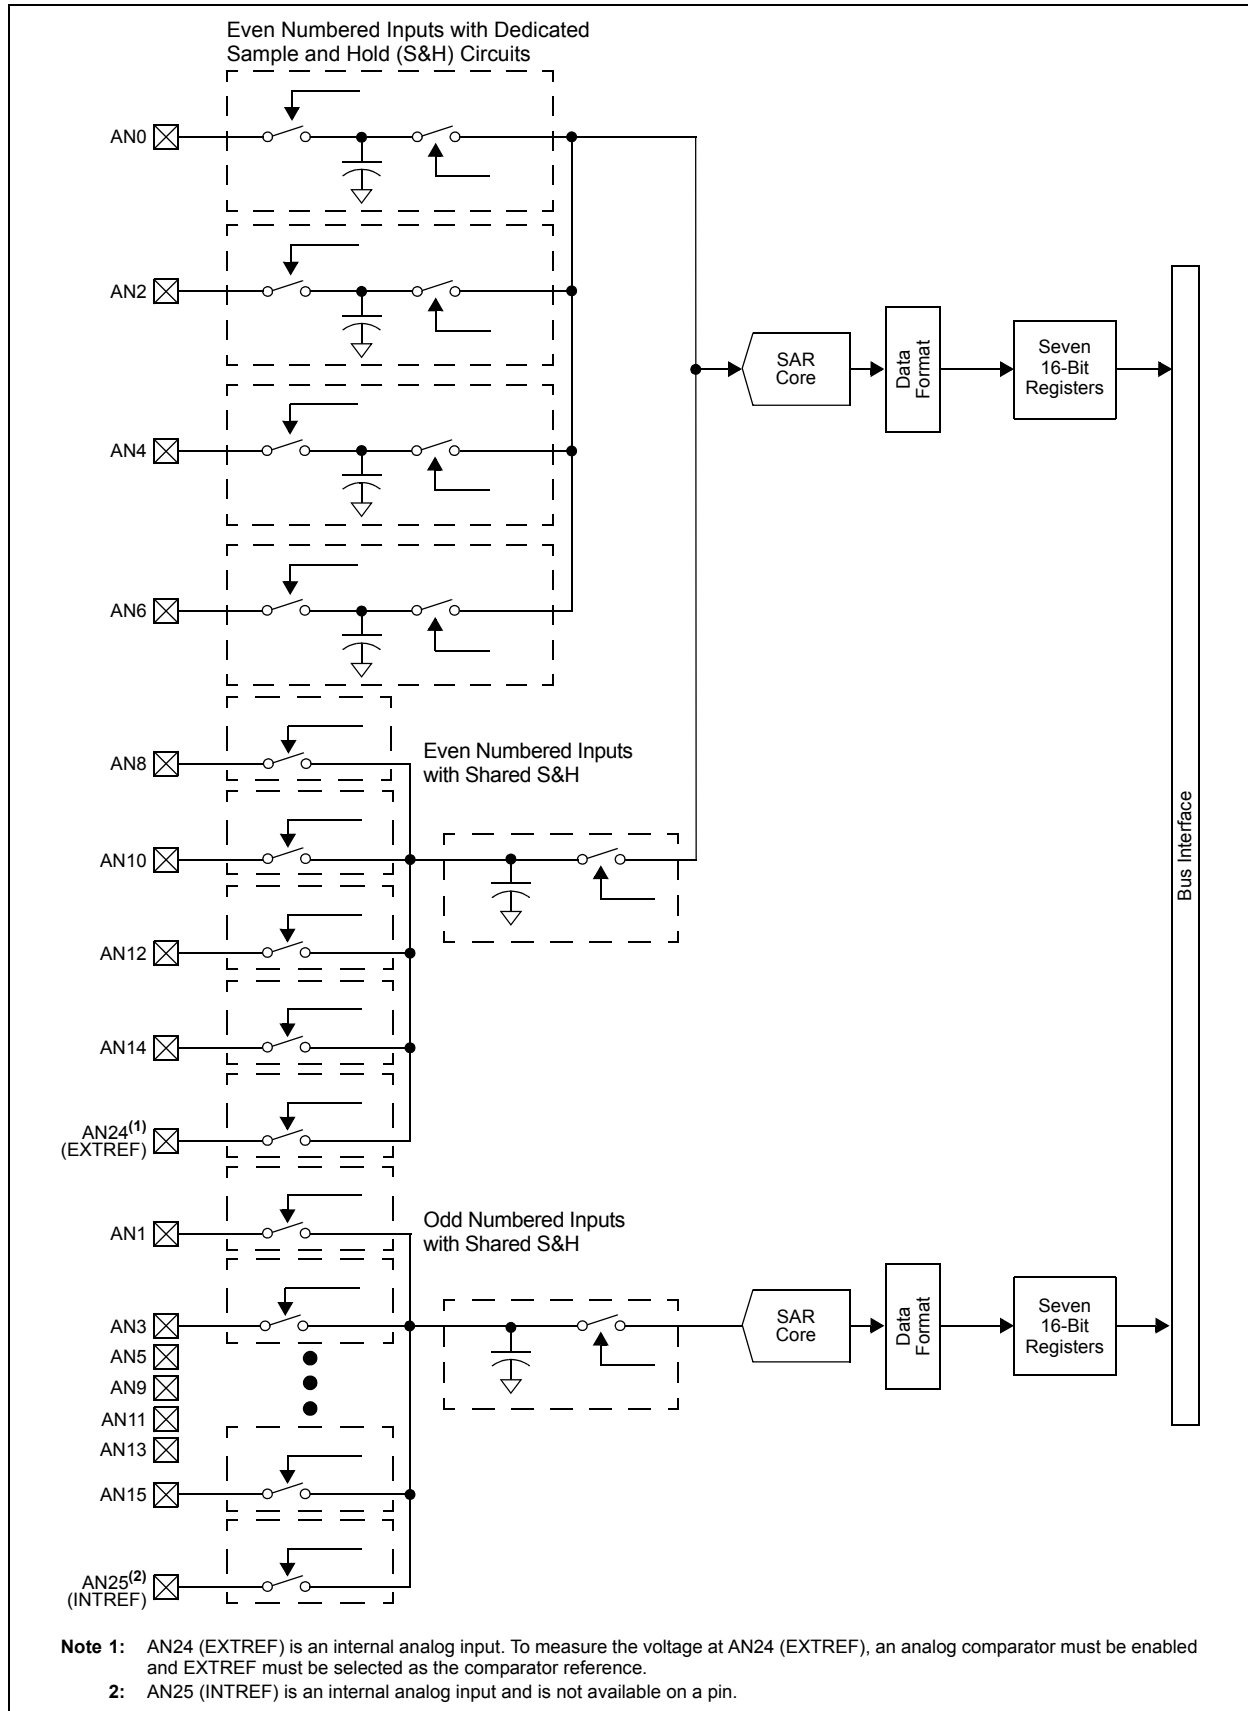 Even Numbered Inputs with Dedicated
Sample and Hold (S&H) Circuits
AN0
AN2
AN4
AN6
SAR
Core
Data
Format
Seven
16-Bit
Registers
Bus Interface
AN8
Even Numbered Inputs
with Shared S&H
AN10
AN12
AN14
AN24(1)
(EXTREF)
AN1
Odd Numbered Inputs
with Shared S&H
AN3
AN5
AN9
AN11
AN13
AN15
AN25(2)
(INTREF)
SAR
Core
Data
Format
Seven
16-Bit
Registers
Note 1: AN24 (EXTREF) is an internal analog input. To measure the voltage at AN24 (EXTREF), an analog comparator must be enabled
and EXTREF must be selected as the comparator reference.
2: AN25 (INTREF) is an internal analog input and is not available on a pin.